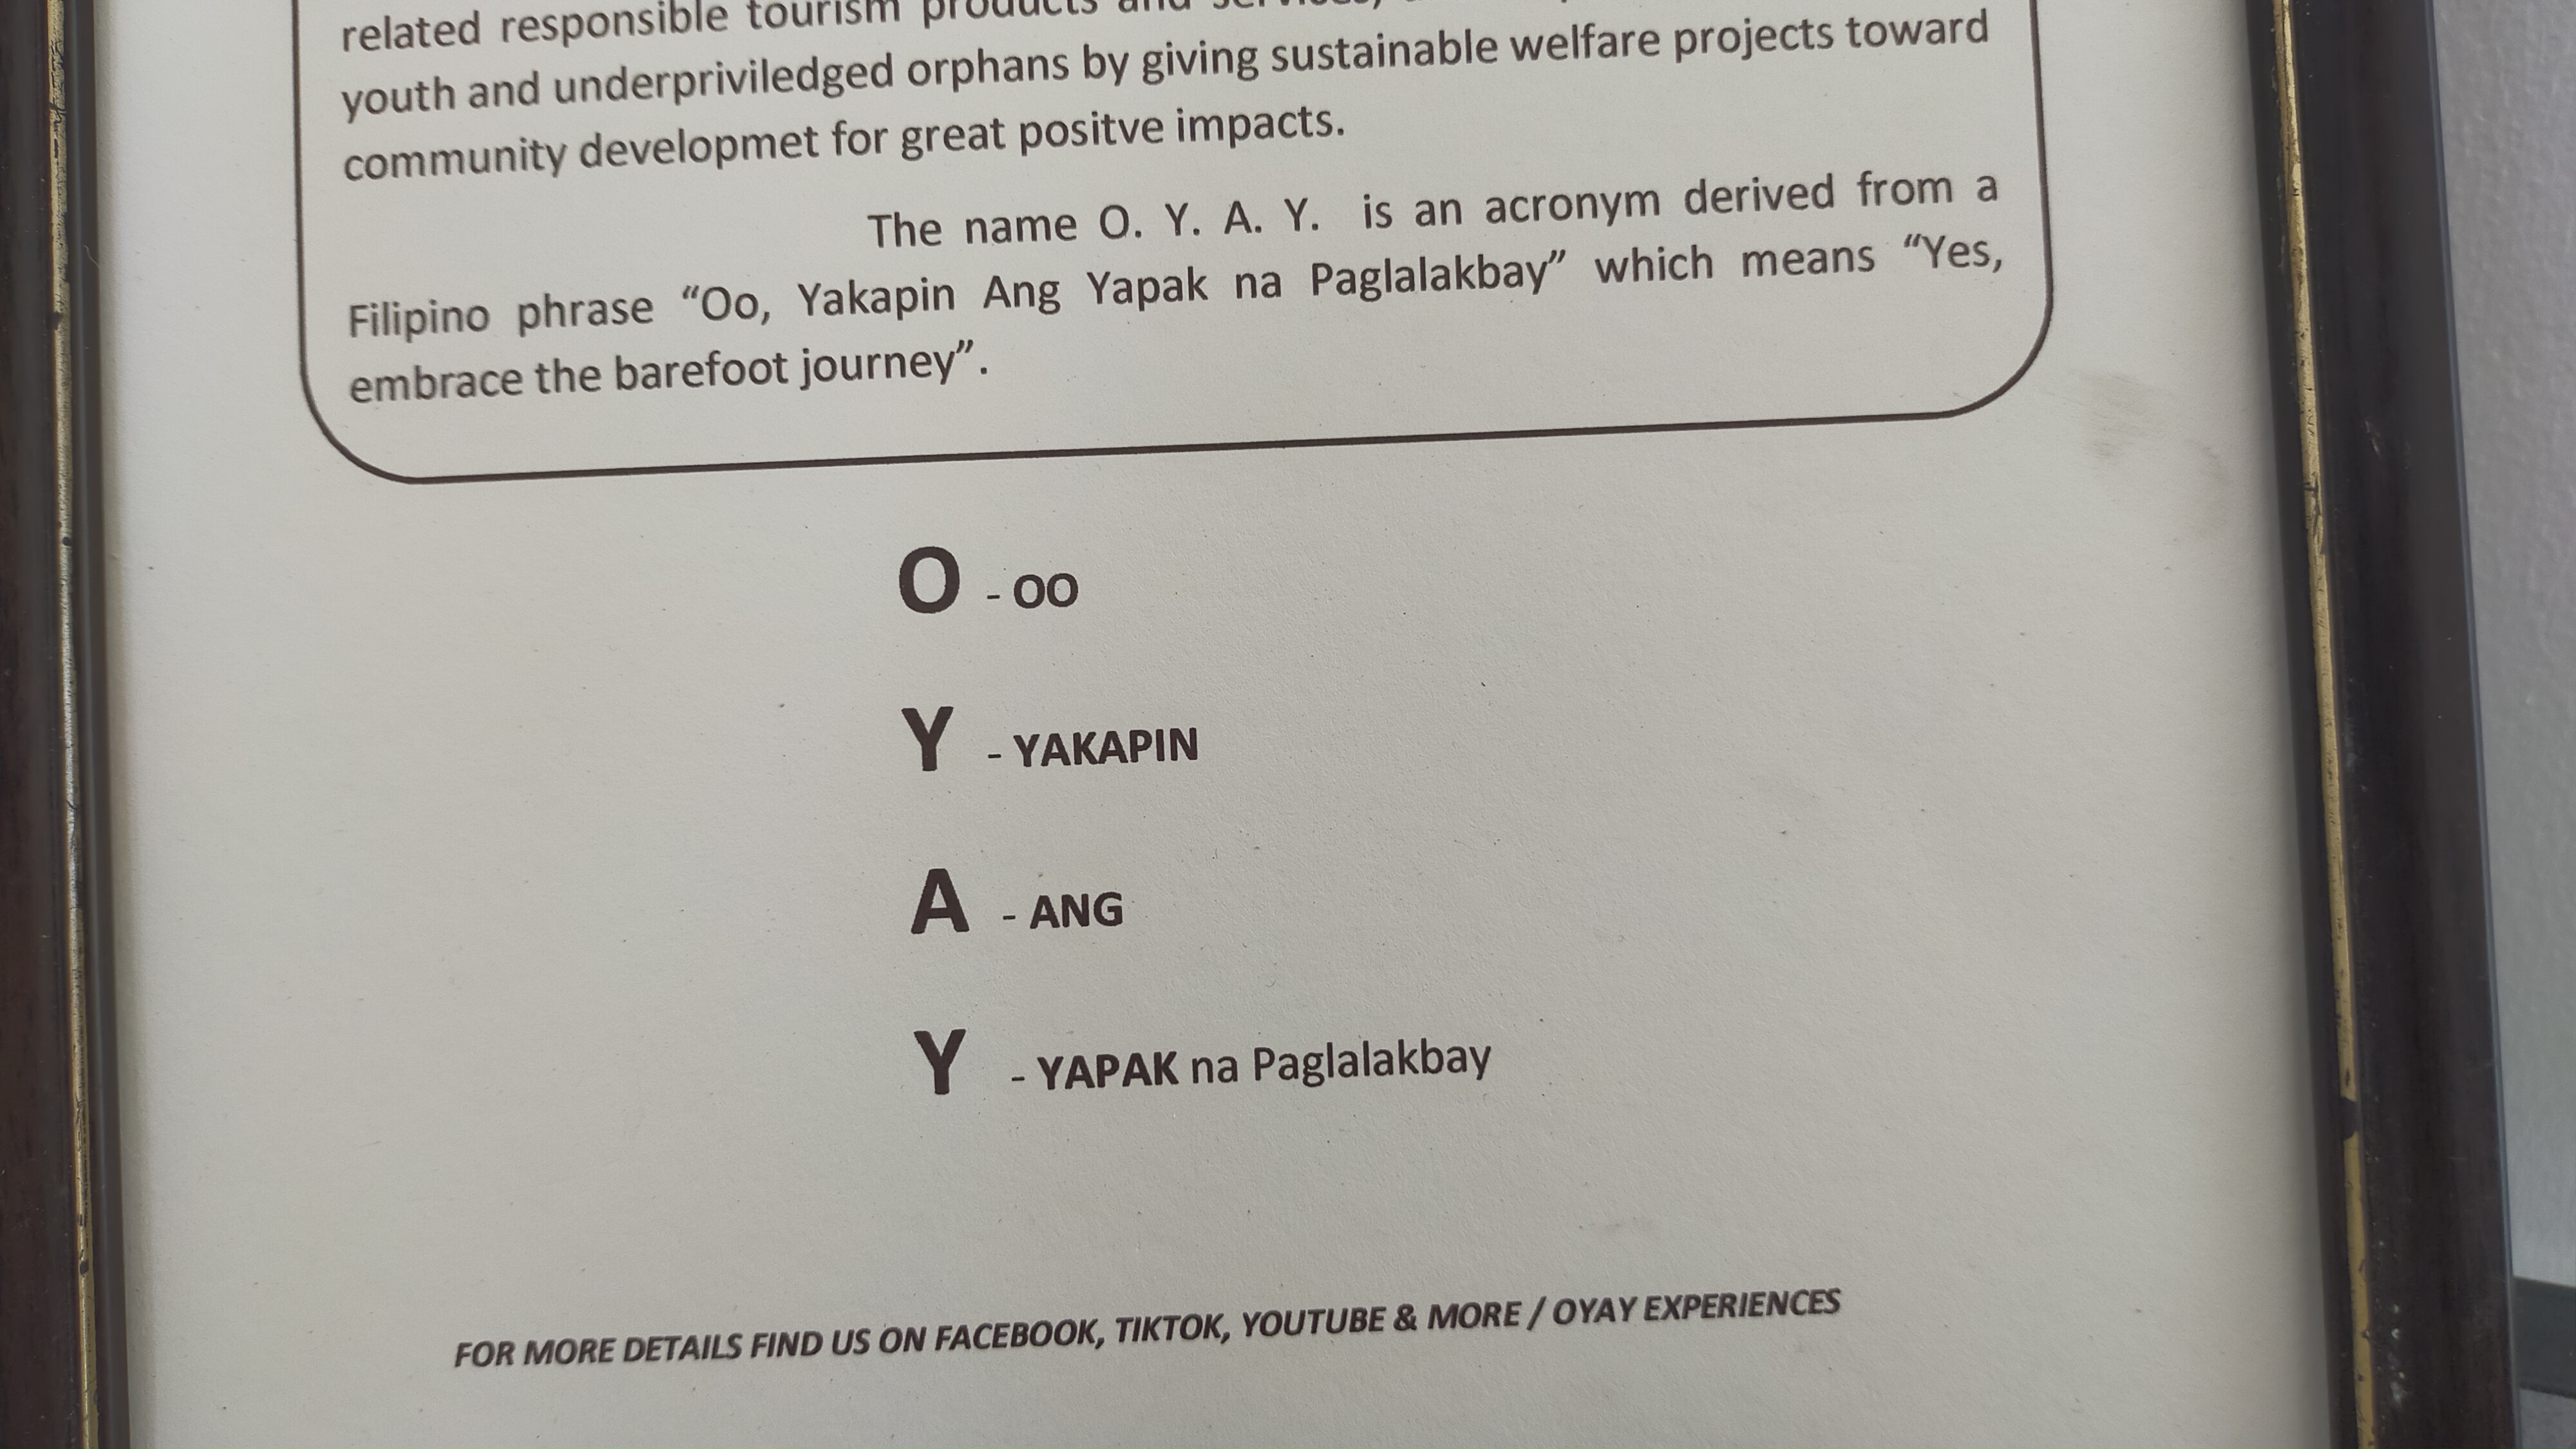 related responsible tourism products and services,
youth and underpriviledged orphans by giving sustainable welfare projects toward
community developmet for great positve impacts.
The name O. Y. A. Y. is an acronym derived from a
Filipino phrase “Oo, Yakapin Ang Yapak na Paglalakbay” which means “Yes,
embrace the barefoot journey”.
O - OO
Y - YAKAPIN
A - ANG
Y - YAPAK na Paglalakbay
FOR MORE DETAILS FIND US ON FACEBOOK, TIKTOK, YOUTUBE & MORE / OYAY EXPERIENCES